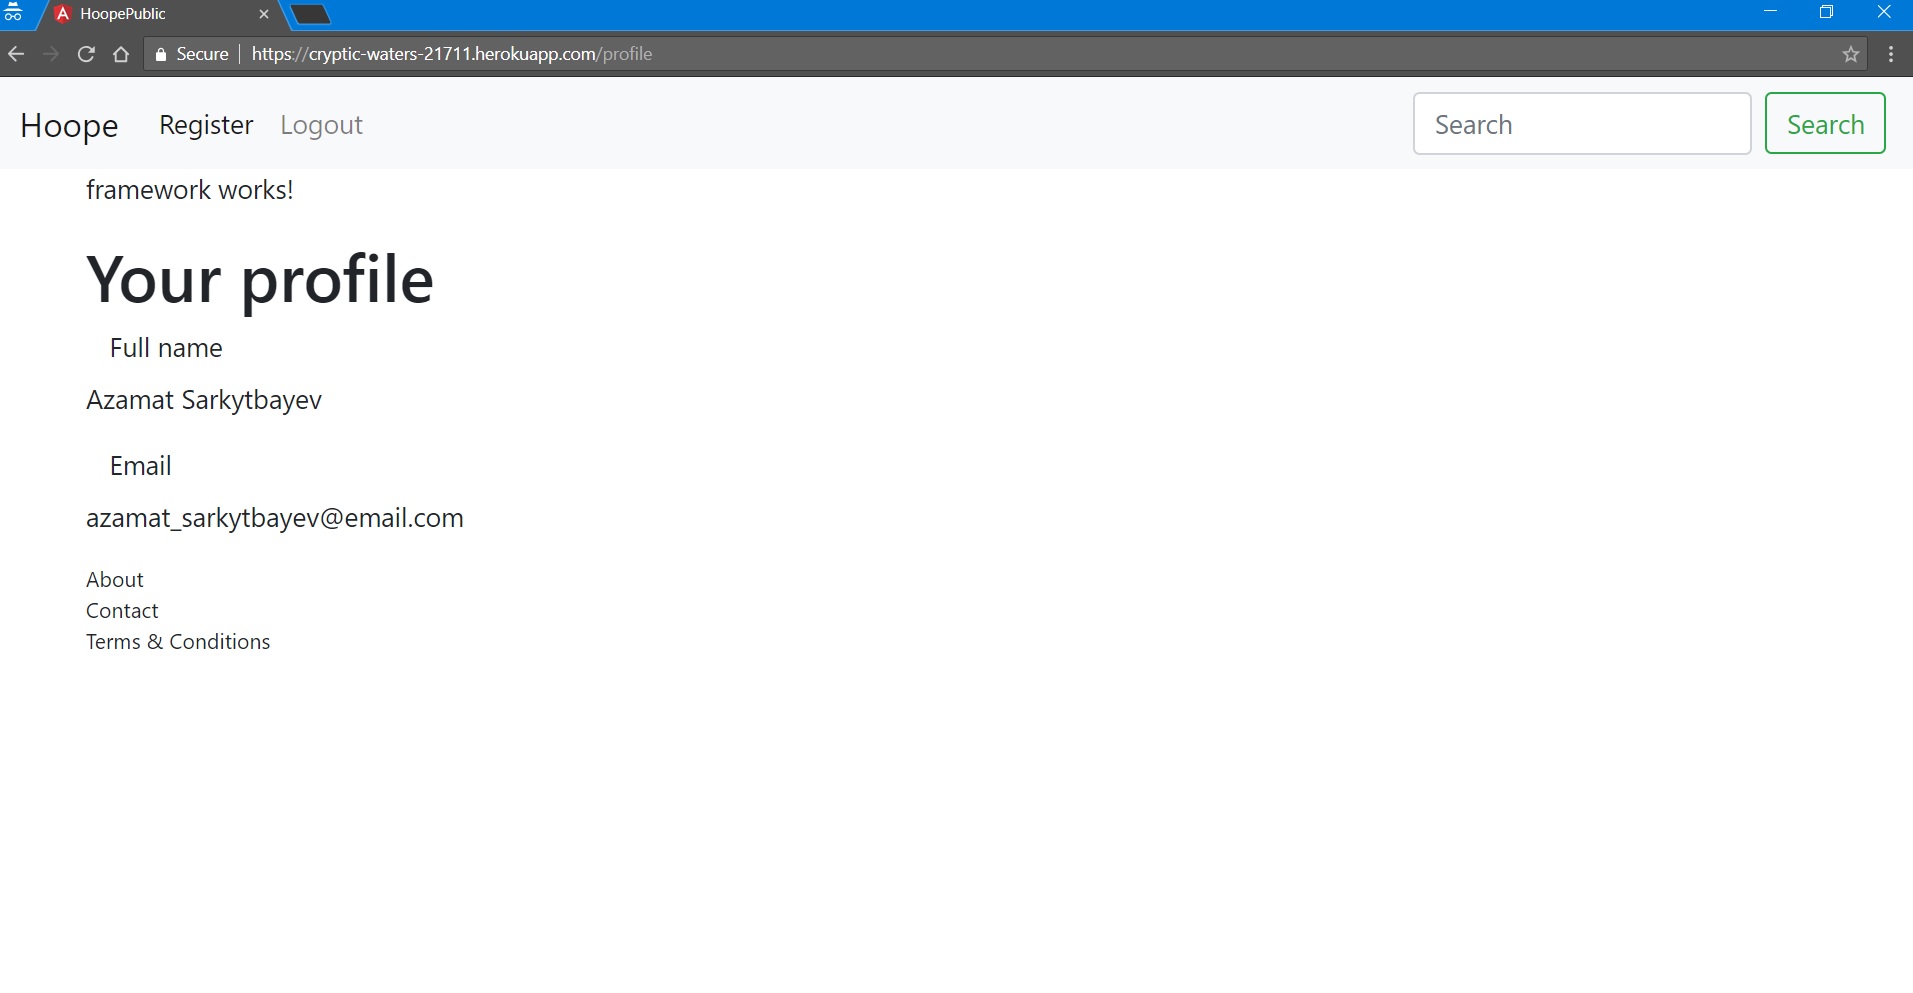 HoopePublic
Secure https://cryptic-waters-21711.herokuapp.com/profile
Hoope Register Logout Search Search
framework works!
Your profile
Full name
Azamat Sarkytbayev
Email
azamat_sarkytbayev@email.com
About
Contact
Terms & Conditions